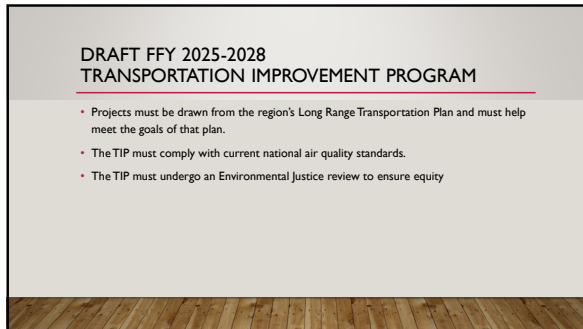 DRAFT FFY 2025-2028
TRANSPORTATION IMPROVEMENT PROGRAM
• Projects must be drawn from the region's Long Range Transportation Plan and must help
meet the goals of that plan.
• The TIP must comply with current national air quality standards.
• The TIP must undergo an Environmental Justice review to ensure equity